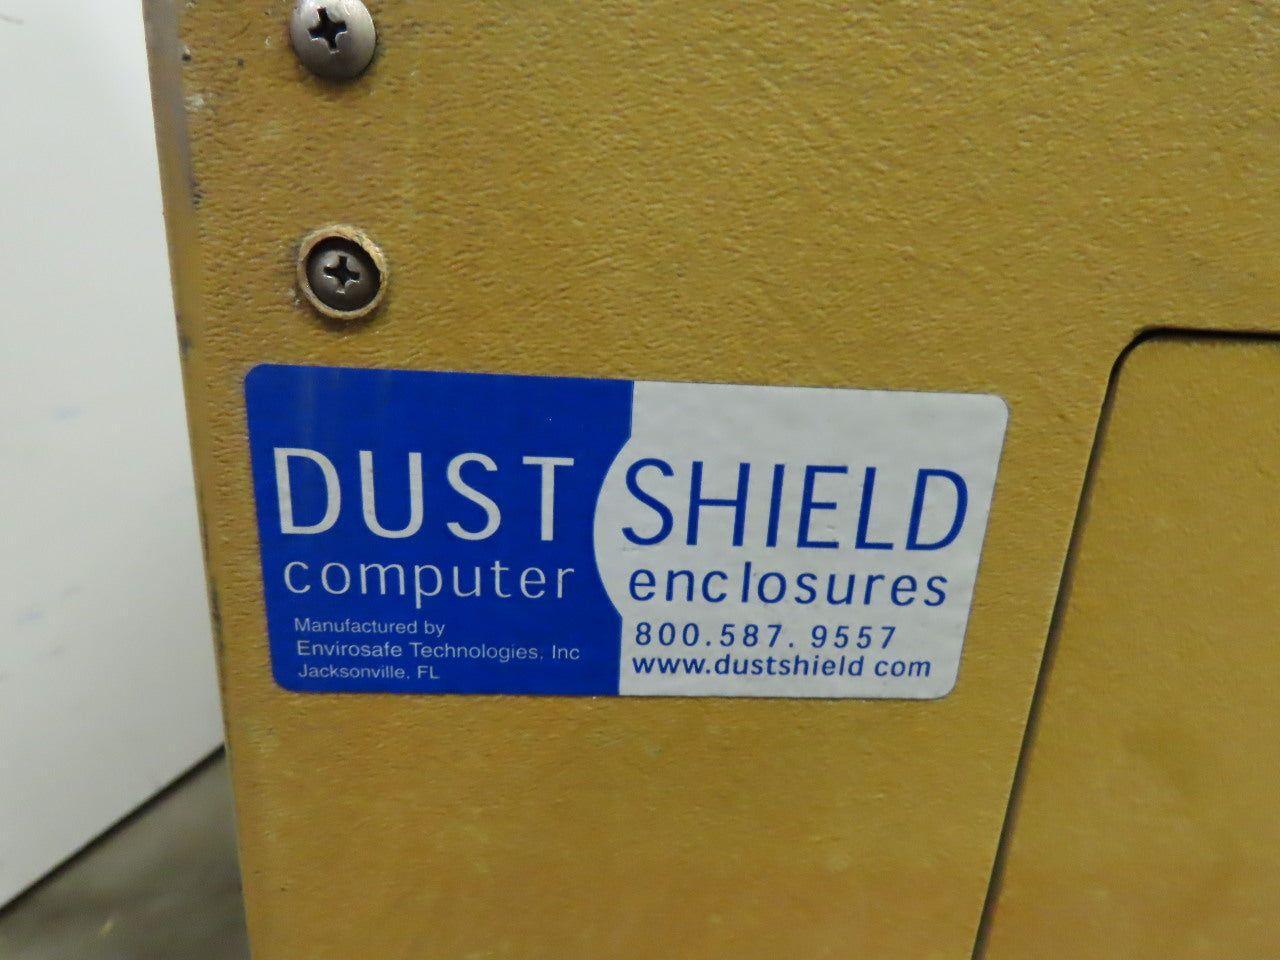 DUST SHIELD
computer enclosures
Manufactured by
Envirosafe Technologies, Inc
Jacksonville, FL
800.587.9557
www.dustshield.com